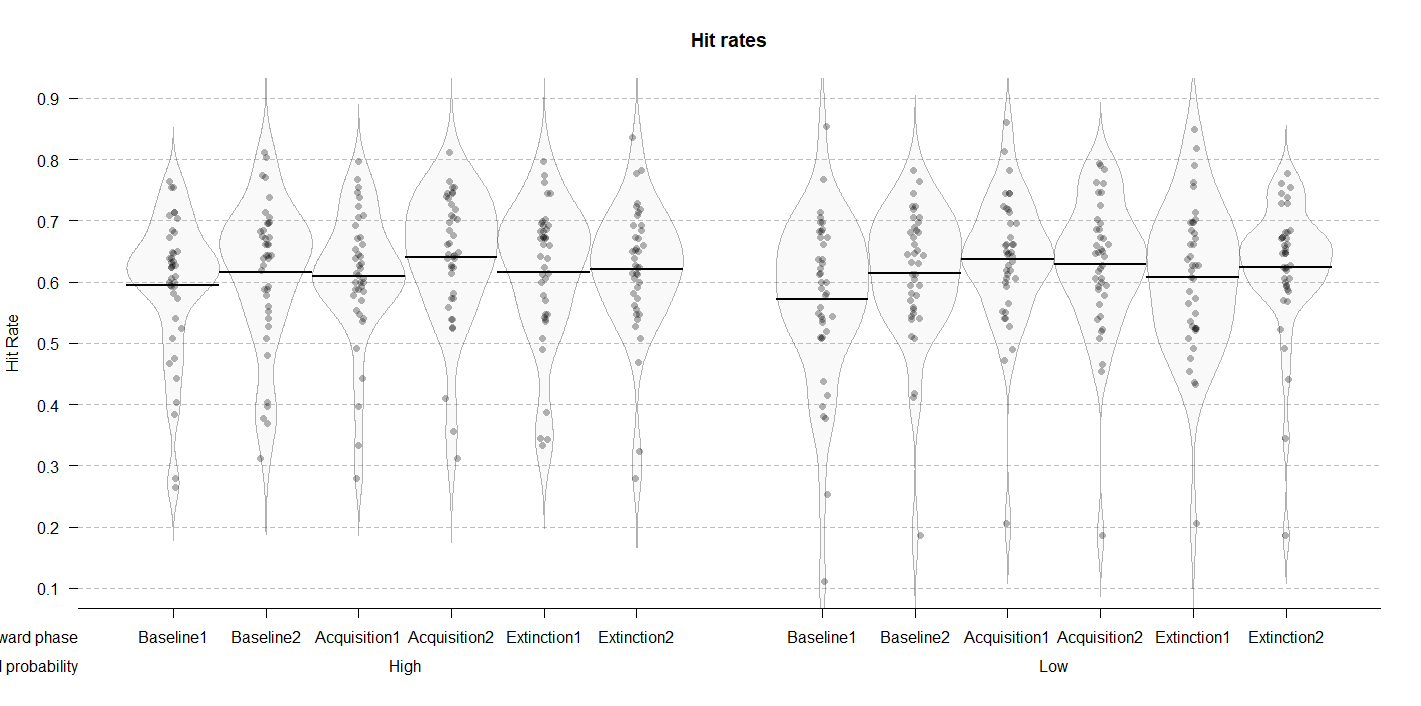 Hit rates
0.9
0.8
0.7
0.6
0.5
0.4
0.3
0.2
0.1
Hit Rate
ward phase Baseline1 Baseline2 Acquisition1 Acquisition2 Extinction1 Extinction2 Baseline1 Baseline2 Acquisition1 Acquisition2 Extinction1 Extinction2
probability High Low